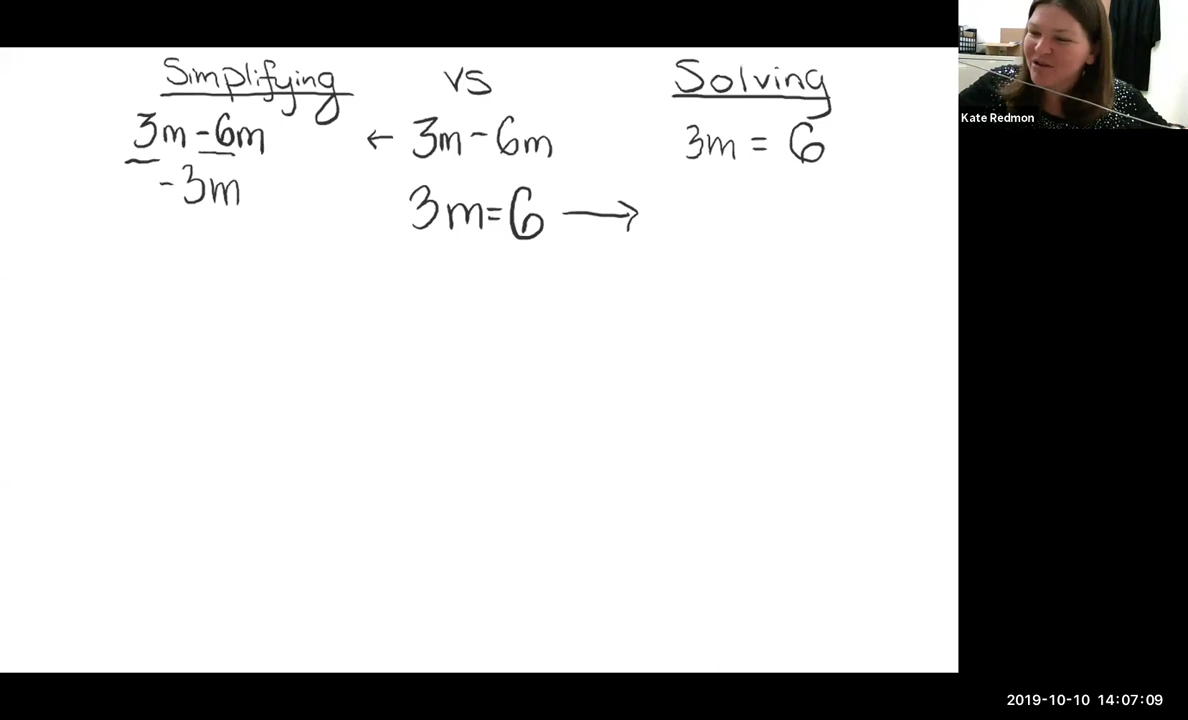 Simplifying vs Solving
3m - 6m ← 3m - 6m 3m = 6
-3m 3m = 6 →
Kate Redmon
2019-10-10 14:07:09